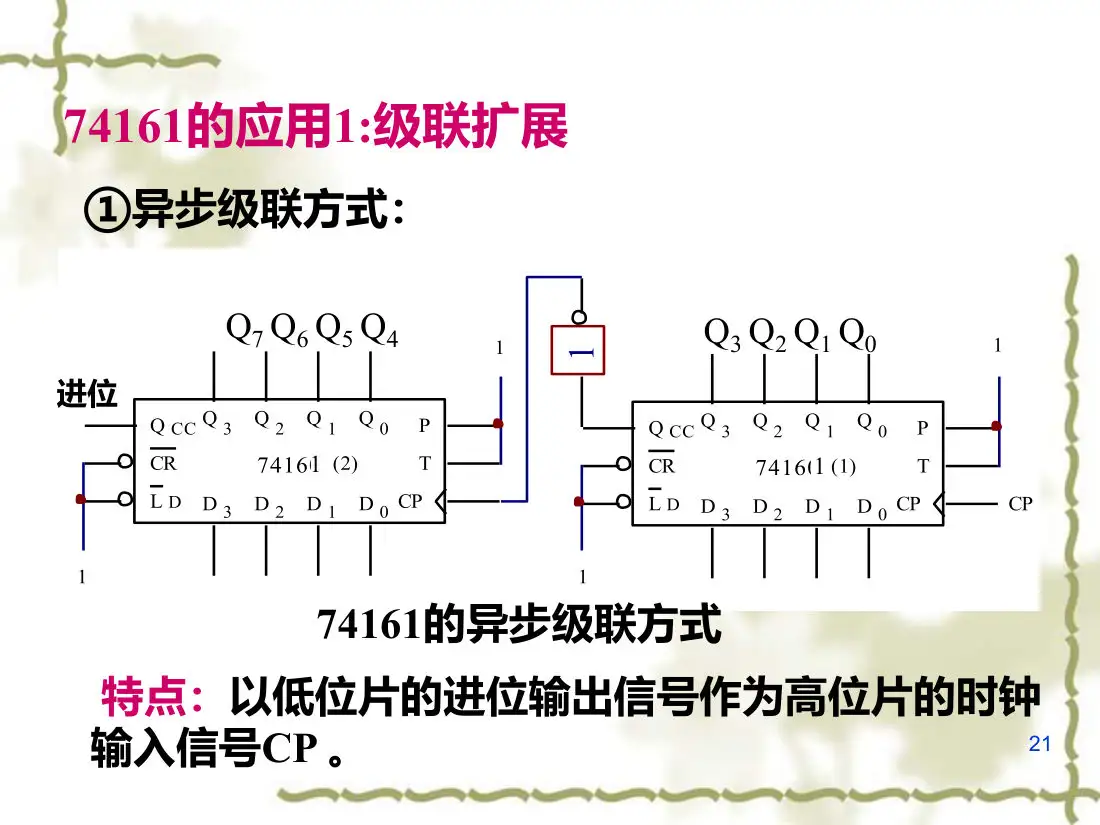 74161的应用1:级联扩展
①异步级联方式：
Q7 Q6 Q5 Q4
Q3 Q2 Q1 Q0
1
1
1
进位
QCC Q3 Q2 Q1 Q0 P
CR 74161 (2) T
LD D3 D2 D1 D0 CP
QCC Q3 Q2 Q1 Q0 P
CR 74161 (1) T
LD D3 D2 D1 D0 CP
CP
1
1
74161的异步级联方式
特点：以低位片的进位输出信号作为高位片的时钟
输入信号CP 。
21